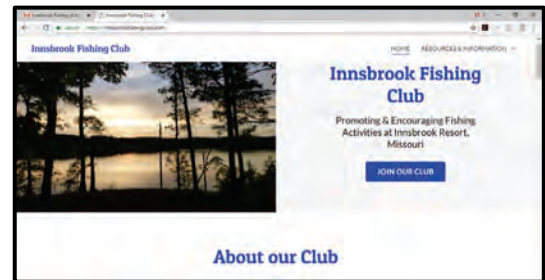 Innsbrook Fishing Club
HOME RESOURCES & INFORMATION
Innsbrook Fishing
Club
Promoting & Encouraging Fishing
Activities at Innsbrook Resort,
Missouri
JOIN OUR CLUB
About our Club